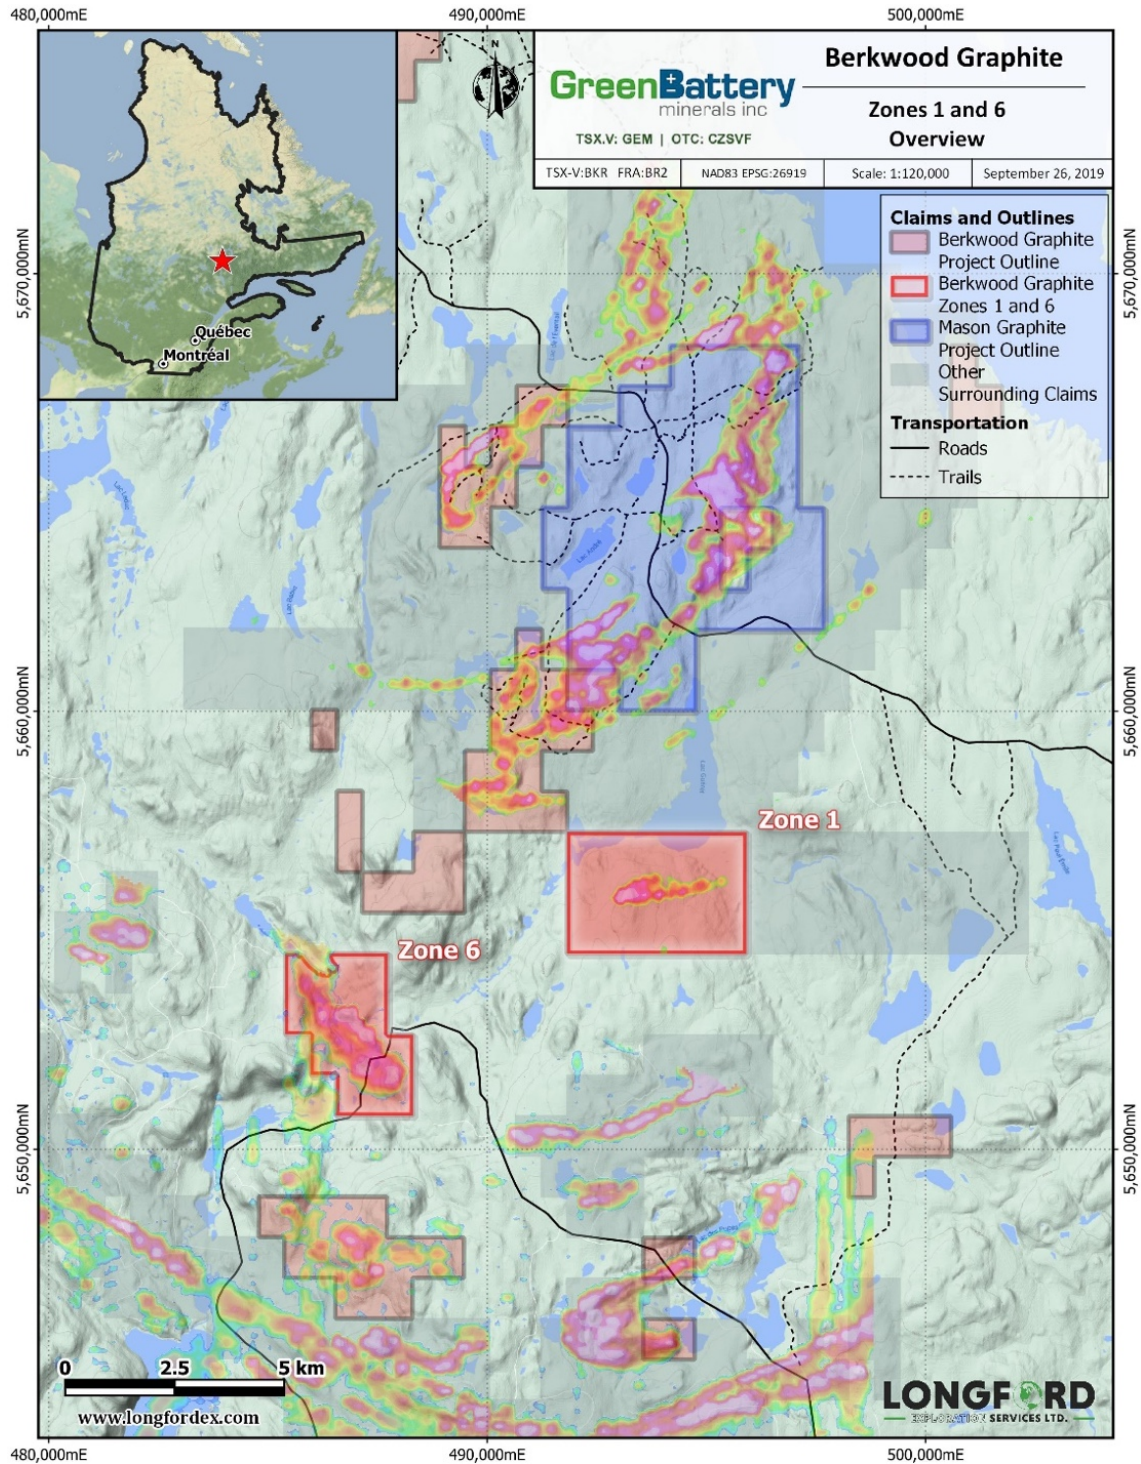 480,000mE
490,000mE
500,000mE
N
GreenBattery
minerals inc
TSX.V: GEM | OTC: CZSVF
Berkwood Graphite
Zones 1 and 6
Overview
TSX-V:BKR FRA:BR2
NAD83 EPSG:26919
Scale: 1:120,000
September 26, 2019
Claims and Outlines
Berkwood Graphite
Project Outline
Berkwood Graphite
Zones 1 and 6
Mason Graphite
Project Outline
Other
Surrounding Claims
Transportation
Roads
Trails
Québec
Montréal
5,670,000mN
5,670,000mN
Lac André
5,660,000mN
5,660,000mN
Zone 1
Lac Paul-Émile
Zone 6
5,650,000mN
5,650,000mN
0 2.5 5 km
www.longfordex.com
LONGFORD
EXPLORATION SERVICES LTD.
480,000mE
490,000mE
500,000mE